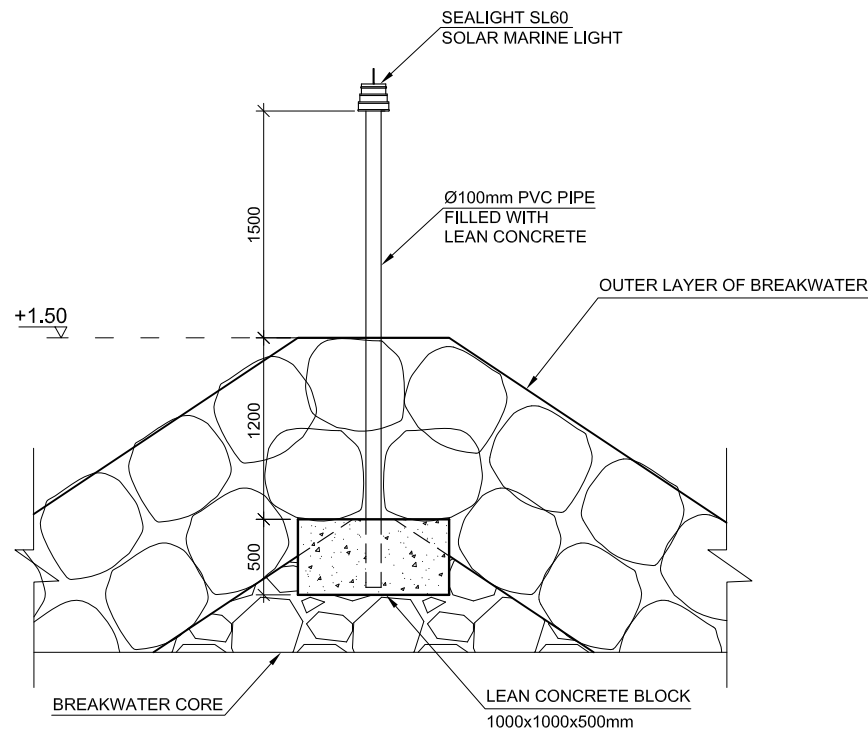 SEALIGHT SL60
SOLAR MARINE LIGHT
Ø100mm PVC PIPE
FILLED WITH
LEAN CONCRETE
1500
OUTER LAYER OF BREAKWATER
+1.50
1200
500
BREAKWATER CORE
LEAN CONCRETE BLOCK
1000x1000x500mm